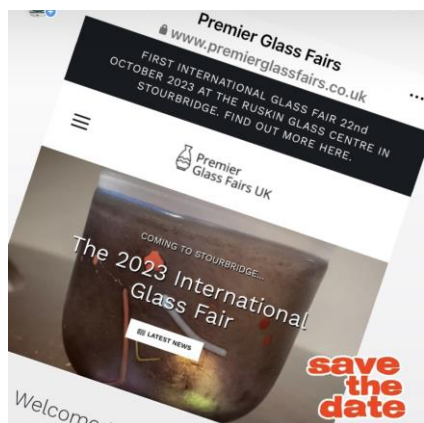 Premier Glass Fairs
www.premierglassfairs.co.uk
FIRST INTERNATIONAL GLASS FAIR 22nd
OCTOBER 2023 AT THE RUSKIN GLASS CENTRE IN
STOURBRIDGE. FIND OUT MORE HERE.
Premier
Glass Fairs UK
COMING TO STOURBRIDGE...
The 2023 International
Glass Fair
LATEST NEWS
save
the
date
Welcome